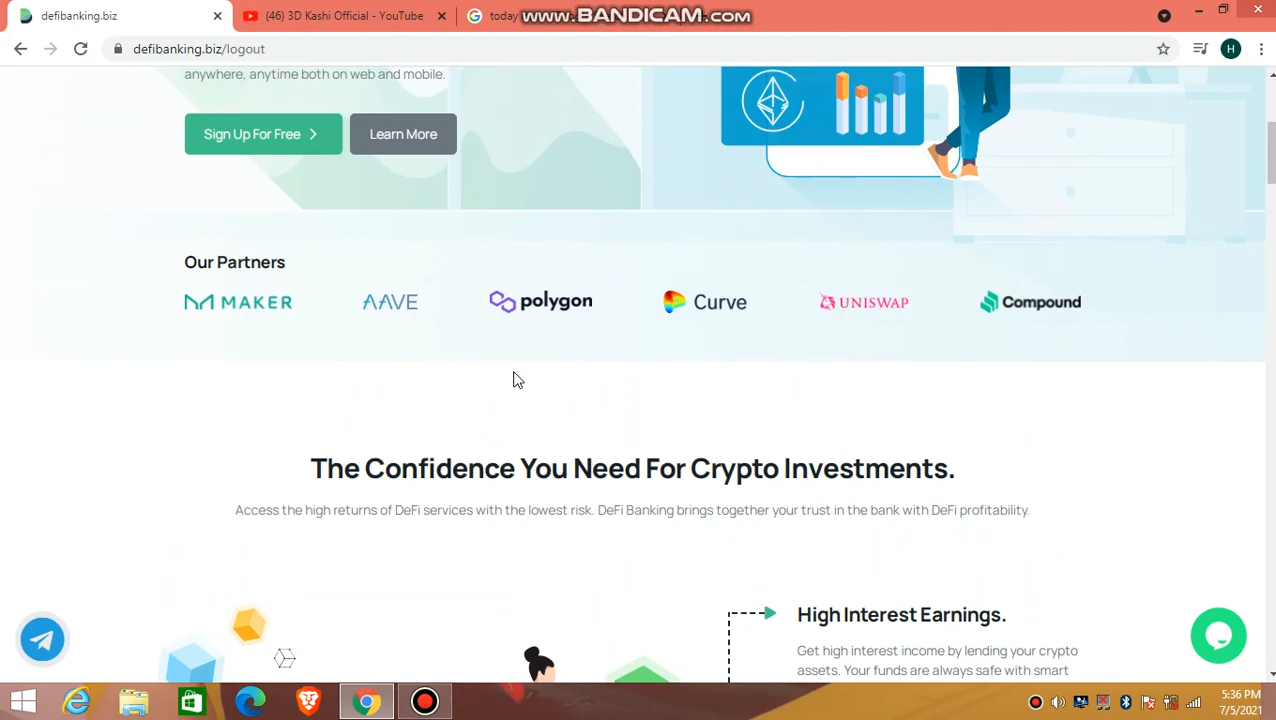 defibanking.biz
(46) 3D Kashi Official - YouTube
today
www.BANDICAM.com
defibanking.biz/logout
H
anywhere, anytime both on web and mobile.
Sign Up For Free
Learn More
Our Partners
MAKER
AAVE
polygon
Curve
UNISWAP
Compound
The Confidence You Need For Crypto Investments.
Access the high returns of DeFi services with the lowest risk. DeFi Banking brings together your trust in the bank with DeFi profitability.
High Interest Earnings.
Get high interest income by lending your crypto
assets. Your funds are always safe with smart
5:36 PM
7/5/2021